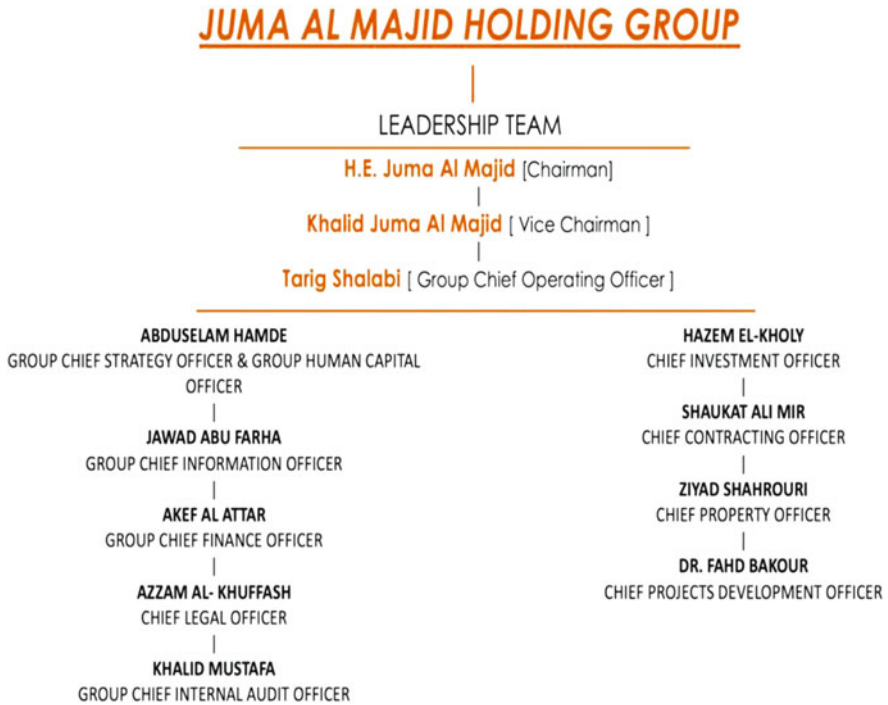 JUMA AL MAJID HOLDING GROUP
LEADERSHIP TEAM
H.E. Juma Al Majid [Chairman]
Khalid Juma Al Majid [ Vice Chairman ]
Tarig Shalabi [ Group Chief Operating Officer ]
ABDUSELAM HAMDE
GROUP CHIEF STRATEGY OFFICER & GROUP HUMAN CAPITAL
OFFICER
JAWAD ABU FARHA
GROUP CHIEF INFORMATION OFFICER
AKEF AL ATTAR
GROUP CHIEF FINANCE OFFICER
AZZAM AL- KHUFFASH
CHIEF LEGAL OFFICER
KHALID MUSTAFA
GROUP CHIEF INTERNAL AUDIT OFFICER
HAZEM EL-KHOLY
CHIEF INVESTMENT OFFICER
SHAUKAT ALI MIR
CHIEF CONTRACTING OFFICER
ZIYAD SHAHROURI
CHIEF PROPERTY OFFICER
DR. FAHD BAKOUR
CHIEF PROJECTS DEVELOPMENT OFFICER